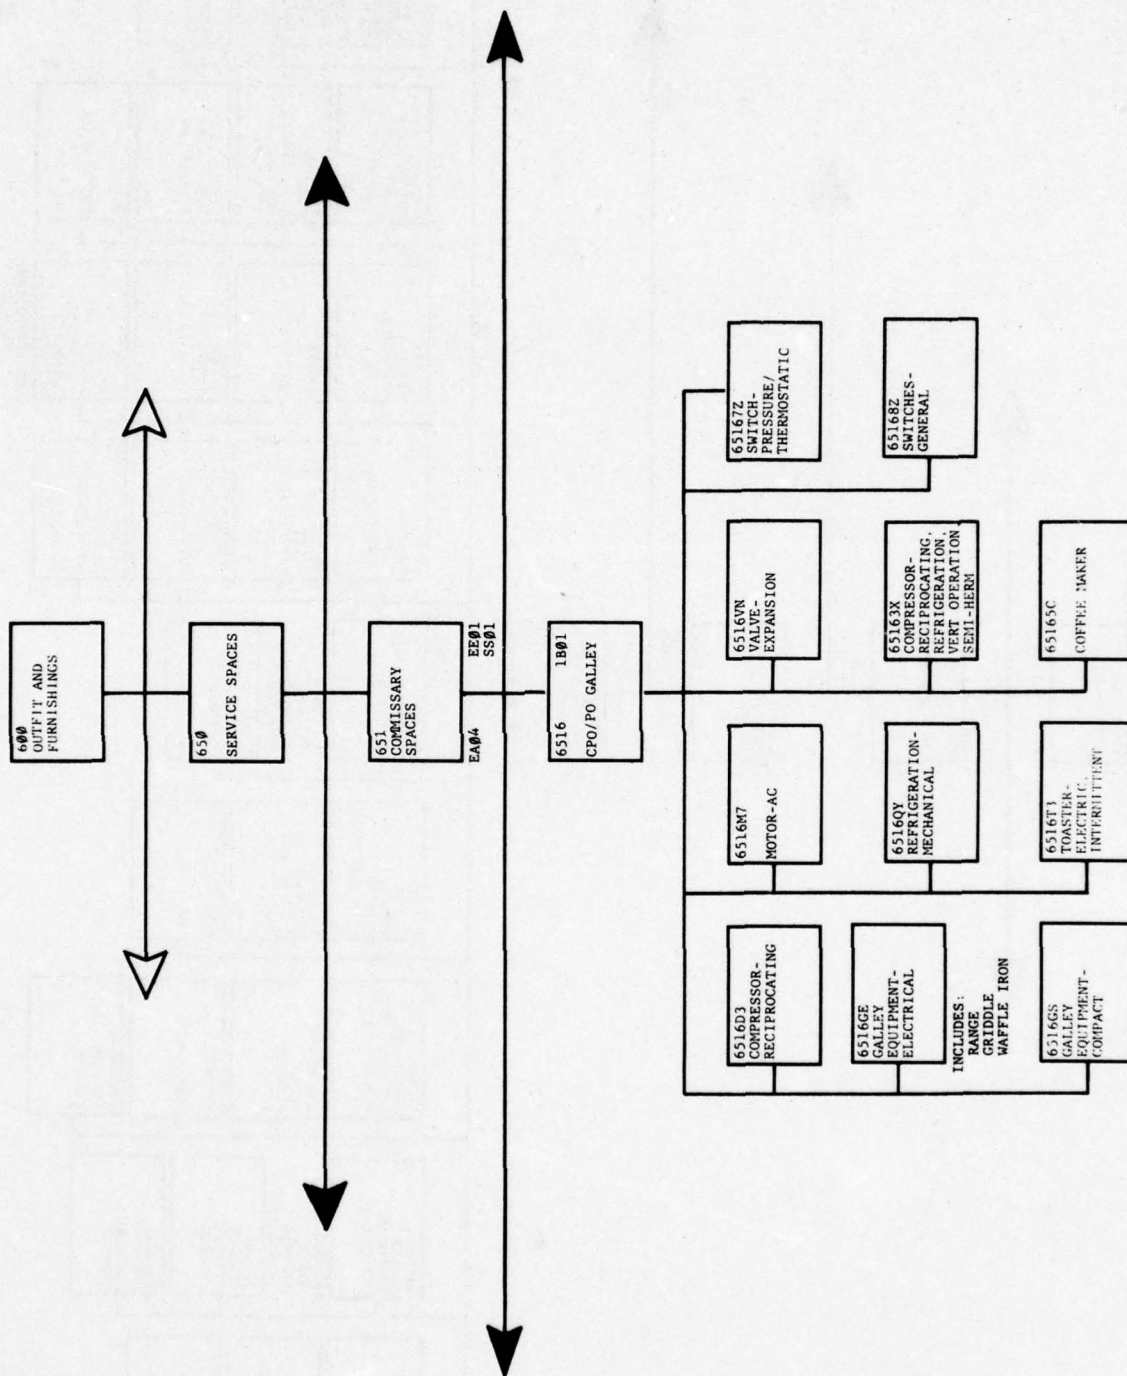 600
OUTFIT AND
FURNISHINGS
650
SERVICE SPACES
651
COMMISSARY
SPACES
EA04
EE01
SS01
6516 1B01
CPO/PO GALLEY
6516D3
COMPRESSOR-
RECIPROCATING
6516GE
GALLEY
EQUIPMENT-
ELECTRICAL
INCLUDES:
RANGE
GRIDDLE
WAFFLE IRON
6516GS
GALLEY
EQUIPMENT-
COMPACT
6516M7
MOTOR-AC
6516QY
REFRIGERATION-
MECHANICAL
6516T3
TOASTER-
ELECTRIC,
INTERMITTENT
6516VN
VALVE-
EXPANSION
65163X
COMPRESSOR-
RECIPROCATING,
REFRIGERATION,
VERT OPERATION
SEMI-HERM
65165C
COFFEE MAKER
65167Z
SWITCH-
PRESSURE/
THERMOSTATIC
65168Z
SWITCHES-
GENERAL